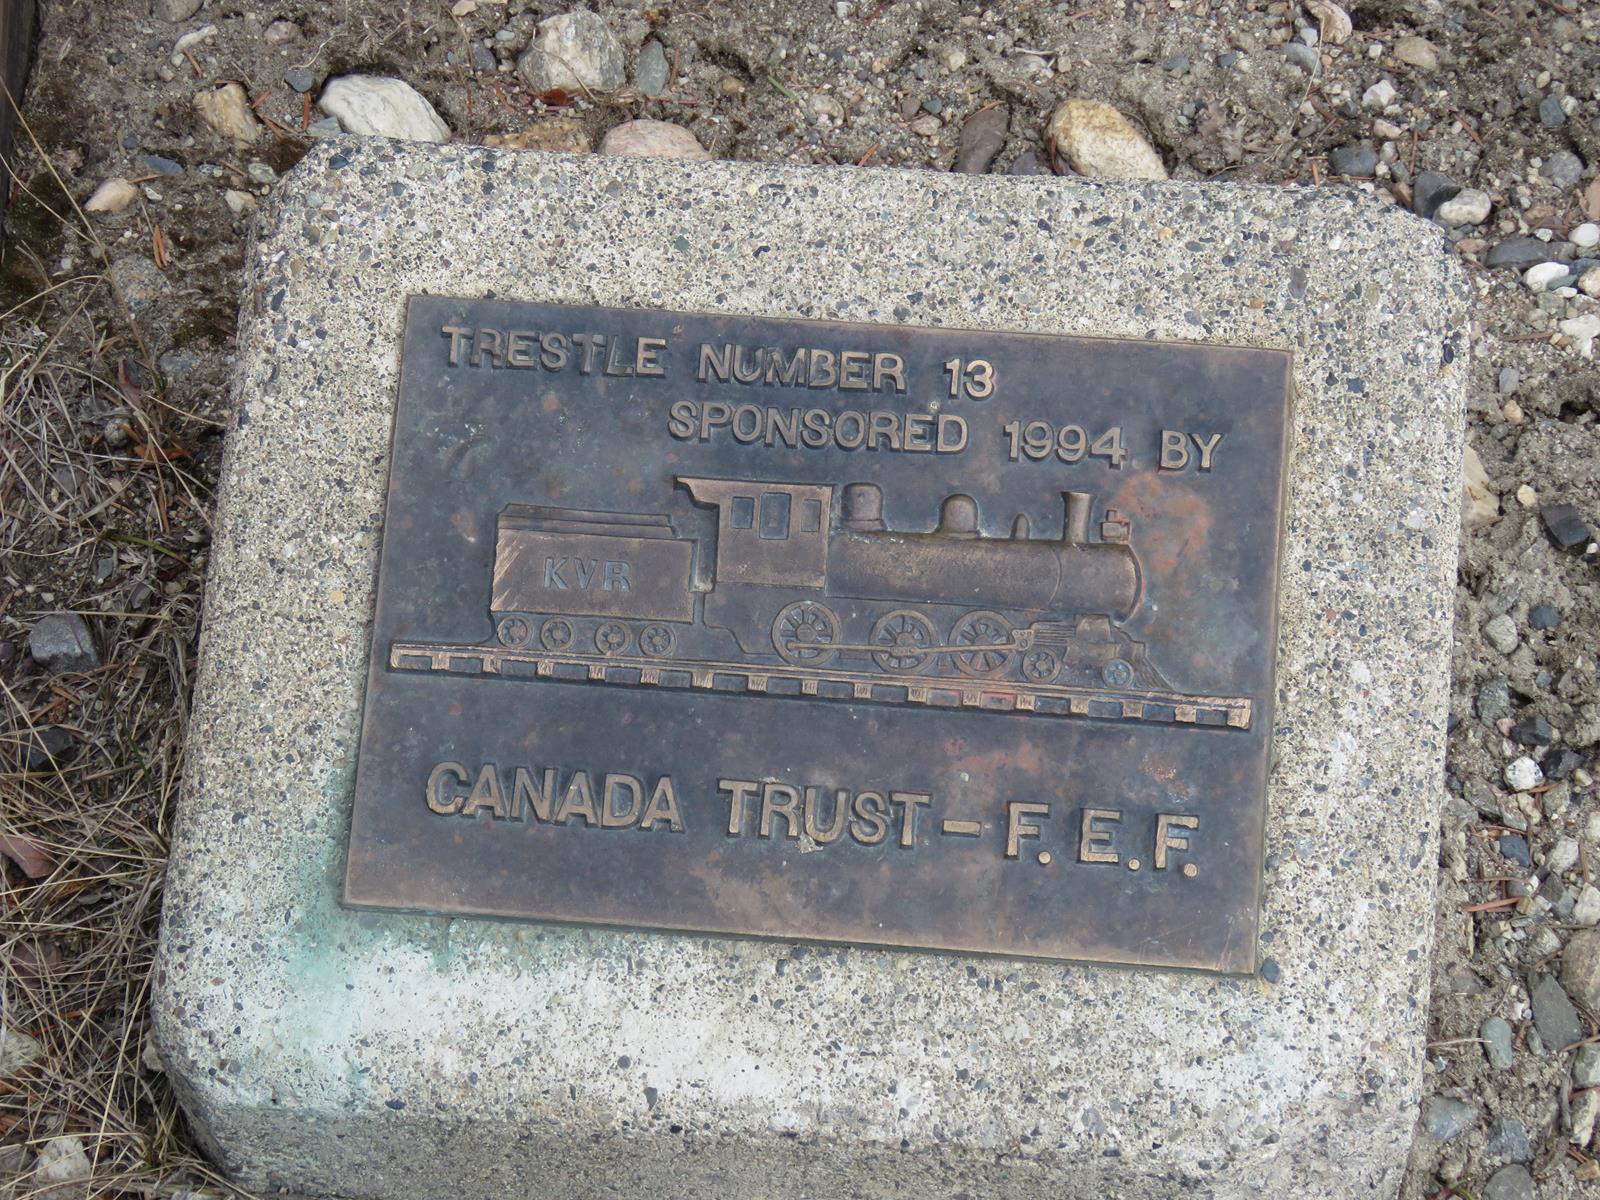 TRESTLE NUMBER 13
SPONSORED 1994 BY
KVR
CANADA TRUST – F.E.F.